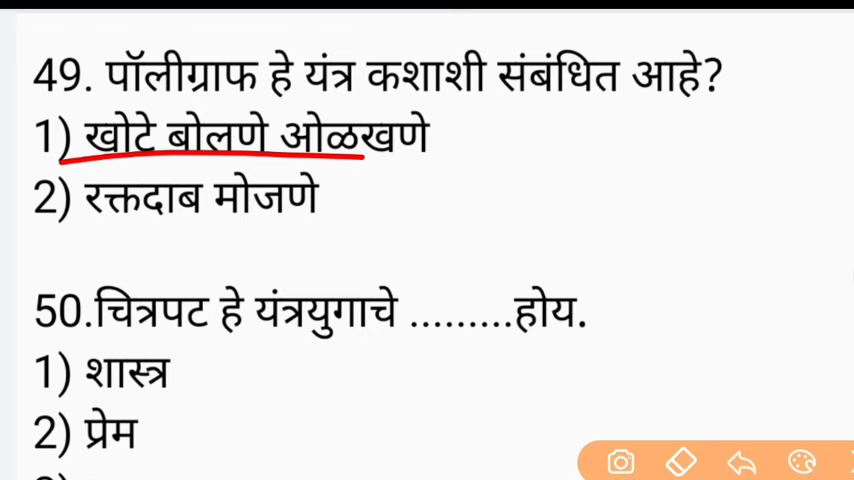 49. पॉलीग्राफ हे यंत्र कशाशी संबंधित आहे?
1) खोटे बोलणे ओळखणे
2) रक्तदाब मोजणे
50.चित्रपट हे यंत्रयुगाचे .........होय.
1) शास्त्र
2) प्रेम